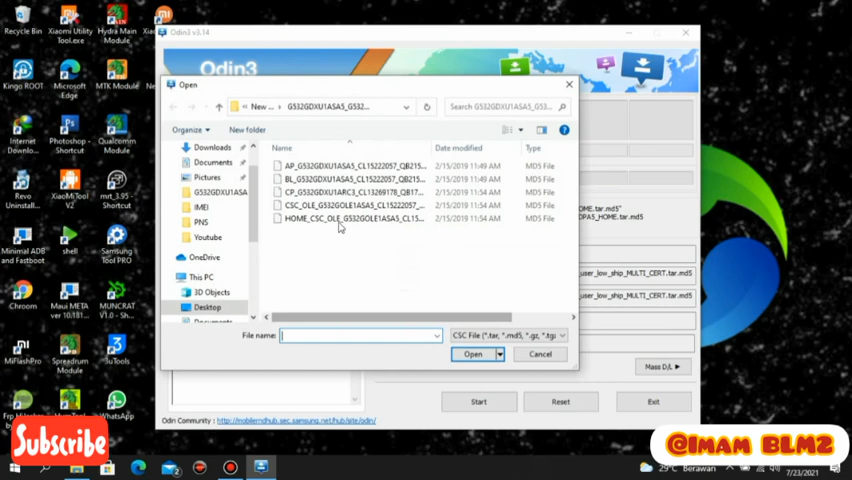 Recycle Bin
Xiaomi Utility Tool.exe
Hydra Main Module
Kingo ROOT
Microsoft Edge
MTK Module
Internet Downlo...
Photoshop - Shortcut
Qualcomm Module
Revo Uninstall...
XiaoMiTool V2
mrt_3.95 - Shortcut
Minimal ADB and Fastboot
shell
Samsung Tool PRO
Chroom
Maui META 10.181...
MUNCRAT ver 10.1...
MiFlashPro
Spreadrum Module
3uTools
WhatsApp
Odin3 v3.14
Odin3
Open
« New ... > G532GDXU1ASA5_G532...
Search G532GDXU1ASA5_G53...
Organize
New folder
Name
Date modified
Type
Downloads
Documents
Pictures
G532GDXU1ASA
IMEI
PNS
Youtube
OneDrive
This PC
3D Objects
Desktop
AP_G532GDXU1ASA5_CL15222057_QB215... 2/15/2019 11:49 AM MD5 File
BL_G532GDXU1ASA5_CL15222057_QB215... 2/15/2019 11:49 AM MD5 File
CP_G532GDXU1ARC3_CL13269178_QB17... 2/15/2019 11:54 AM MD5 File
CSC_OLE_G532GOLE1ASA5_CL15222057_... 2/15/2019 11:54 AM MD5 File
HOME_CSC_OLE_G532GOLE1ASA5_CL15... 2/15/2019 11:54 AM MD5 File
File name:
CSC File (*.tar, *.md5, *.gz, *.tgz
Open
Cancel
HOME.tar.md5"
OPA5_HOME.tar.md5
user_low_ship_MULTI_CERT.tar.md5
user_low_ship_MULTI_CERT.tar.md5
Mass D/L
Start
Reset
Exit
Odin Community : http://mobilerndhub.sec.samsung.net/hub/site/odin/
Subscribe
@IMAM BLMZ
29°C Berawan
7/23/2021